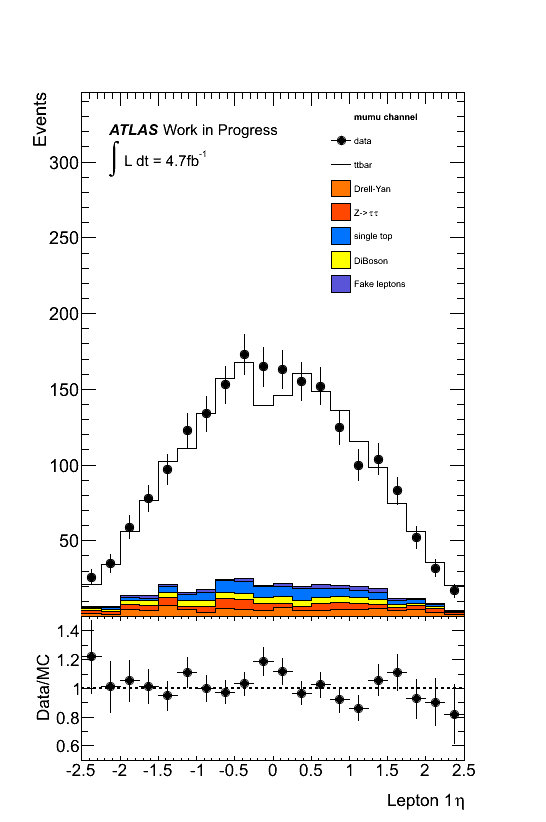 Events
ATLAS Work in Progress
∫ L dt = 4.7fb-1
mumu channel
data
ttbar
Drell-Yan
Z->ττ
single top
DiBoson
Fake leptons
300
250
200
150
100
50
Data/MC
1.4
1.2
1
0.8
0.6
-2.5 -2 -1.5 -1 -0.5 0 0.5 1 1.5 2 2.5
Lepton 1 η